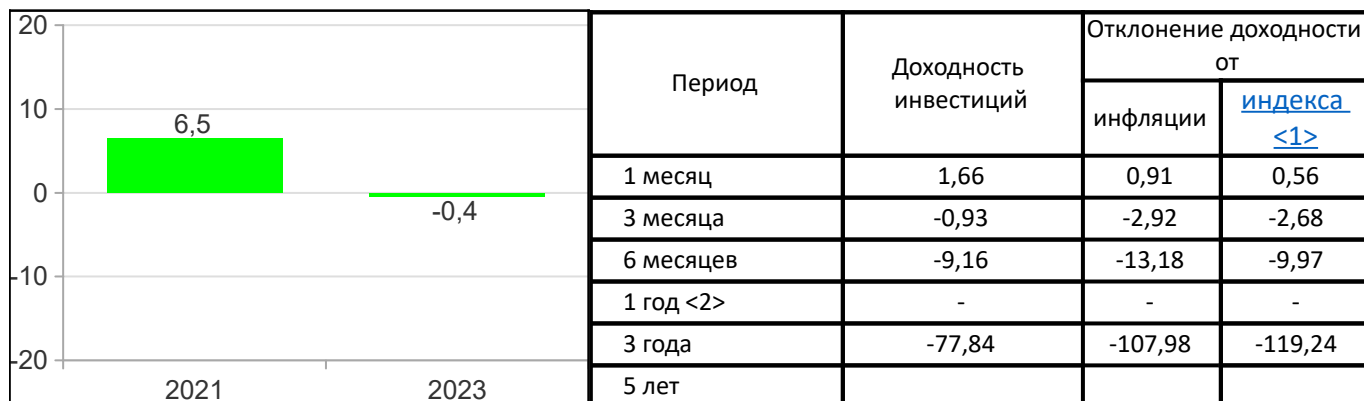 20
10
0
-10
-20
6,5
-0,4
2021 2023
Период
Доходность
инвестиций
Отклонение доходности
от
инфляции
индекса
<1>
1 месяц 1,66 0,91 0,56
3 месяца -0,93 -2,92 -2,68
6 месяцев -9,16 -13,18 -9,97
1 год <2> - - -
3 года -77,84 -107,98 -119,24
5 лет